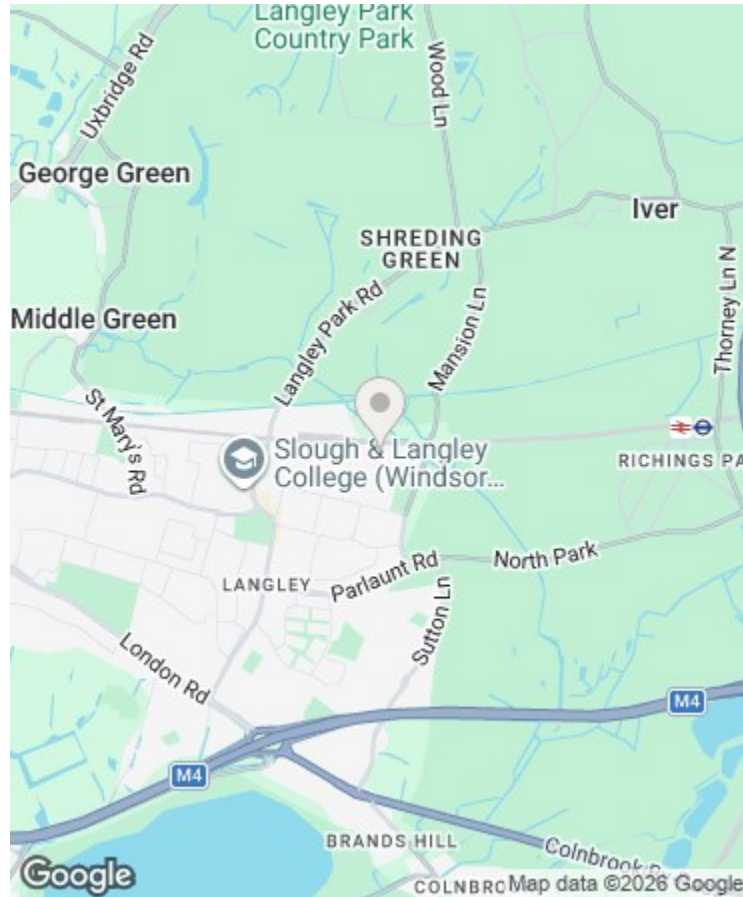 Langley Park
Country Park
Uxbridge Rd
Wood Ln
George Green
Iver
SHREDING
GREEN
Langley Park Rd
Mansion Ln
Thorney Ln N
Middle Green
St Mary's Rd
Slough & Langley
College (Windsor...
RICHINGS PA
North Park
Parlaunt Rd
LANGLEY
Sutton Ln
London Rd
M4
M4
BRANDS HILL
Colnbrook
COLNBRO
Google
Map data ©2026 Google